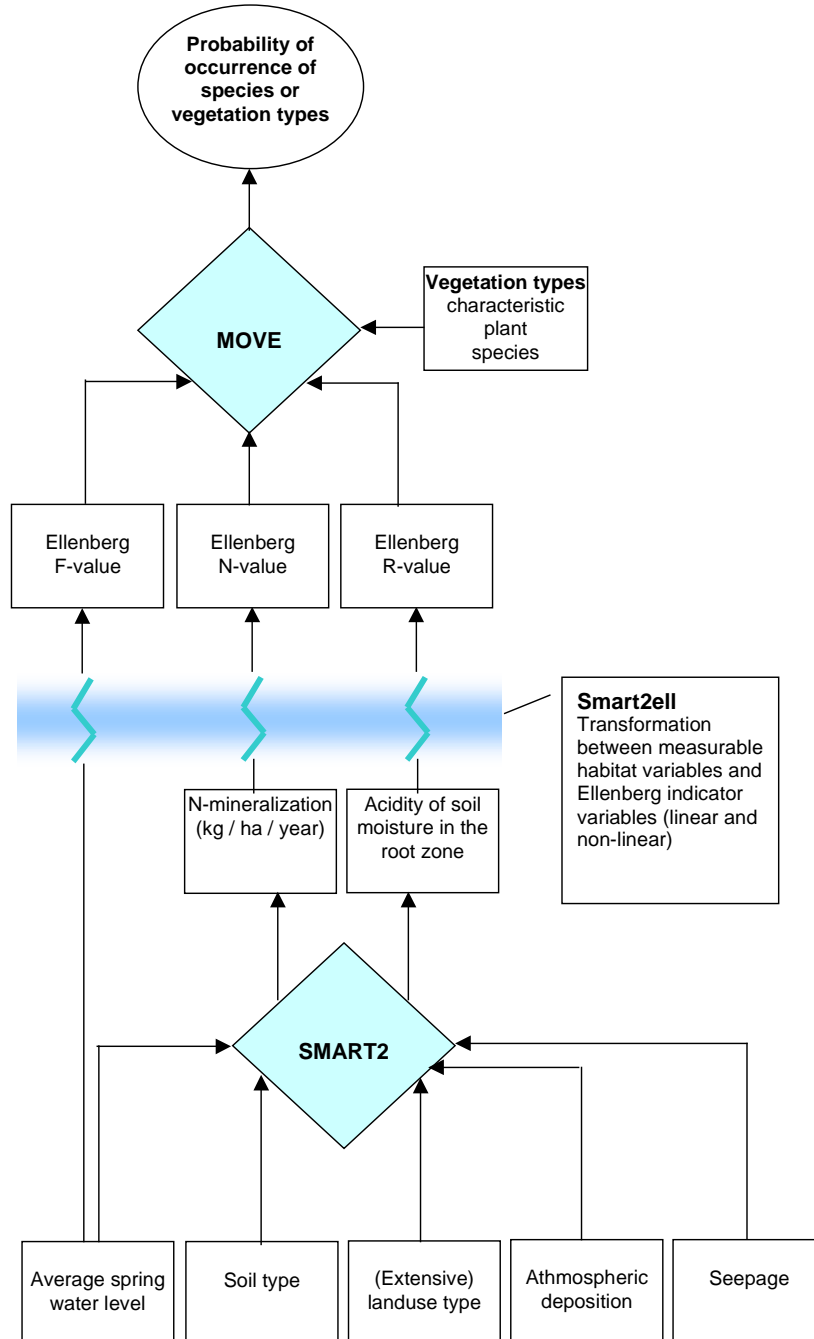 Probability of
occurrence of
species or
vegetation types
Vegetation types
characteristic
plant
species
MOVE
Ellenberg
F-value
Ellenberg
N-value
Ellenberg
R-value
Smart2ell
Transformation
between measurable
habitat variables and
Ellenberg indicator
variables (linear and
non-linear)
N-mineralization
(kg / ha / year)
Acidity of soil
moisture in the
root zone
SMART2
Average spring
water level
Soil type
(Extensive)
landuse type
Athmospheric
deposition
Seepage